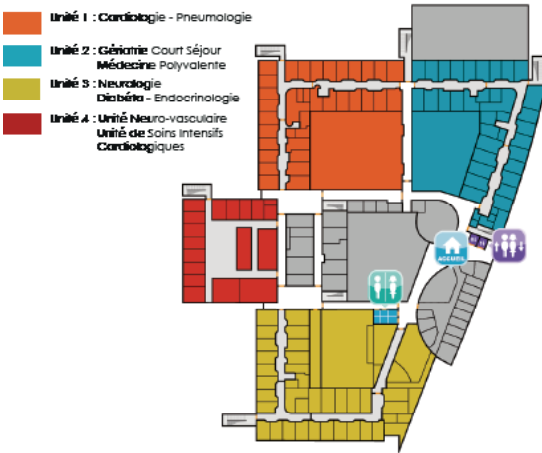 Unité 1 : Cardiologie - Pneumologie
Unité 2 : Gériatrie Court Séjour
Médecine Polyvalente
Unité 3 : Neurologie
Diabéto - Endocrinologie
Unité 4 : Unité Neuro-vasculaire
Unité de Soins Intensifs
Cardiologiques
ACCUEIL